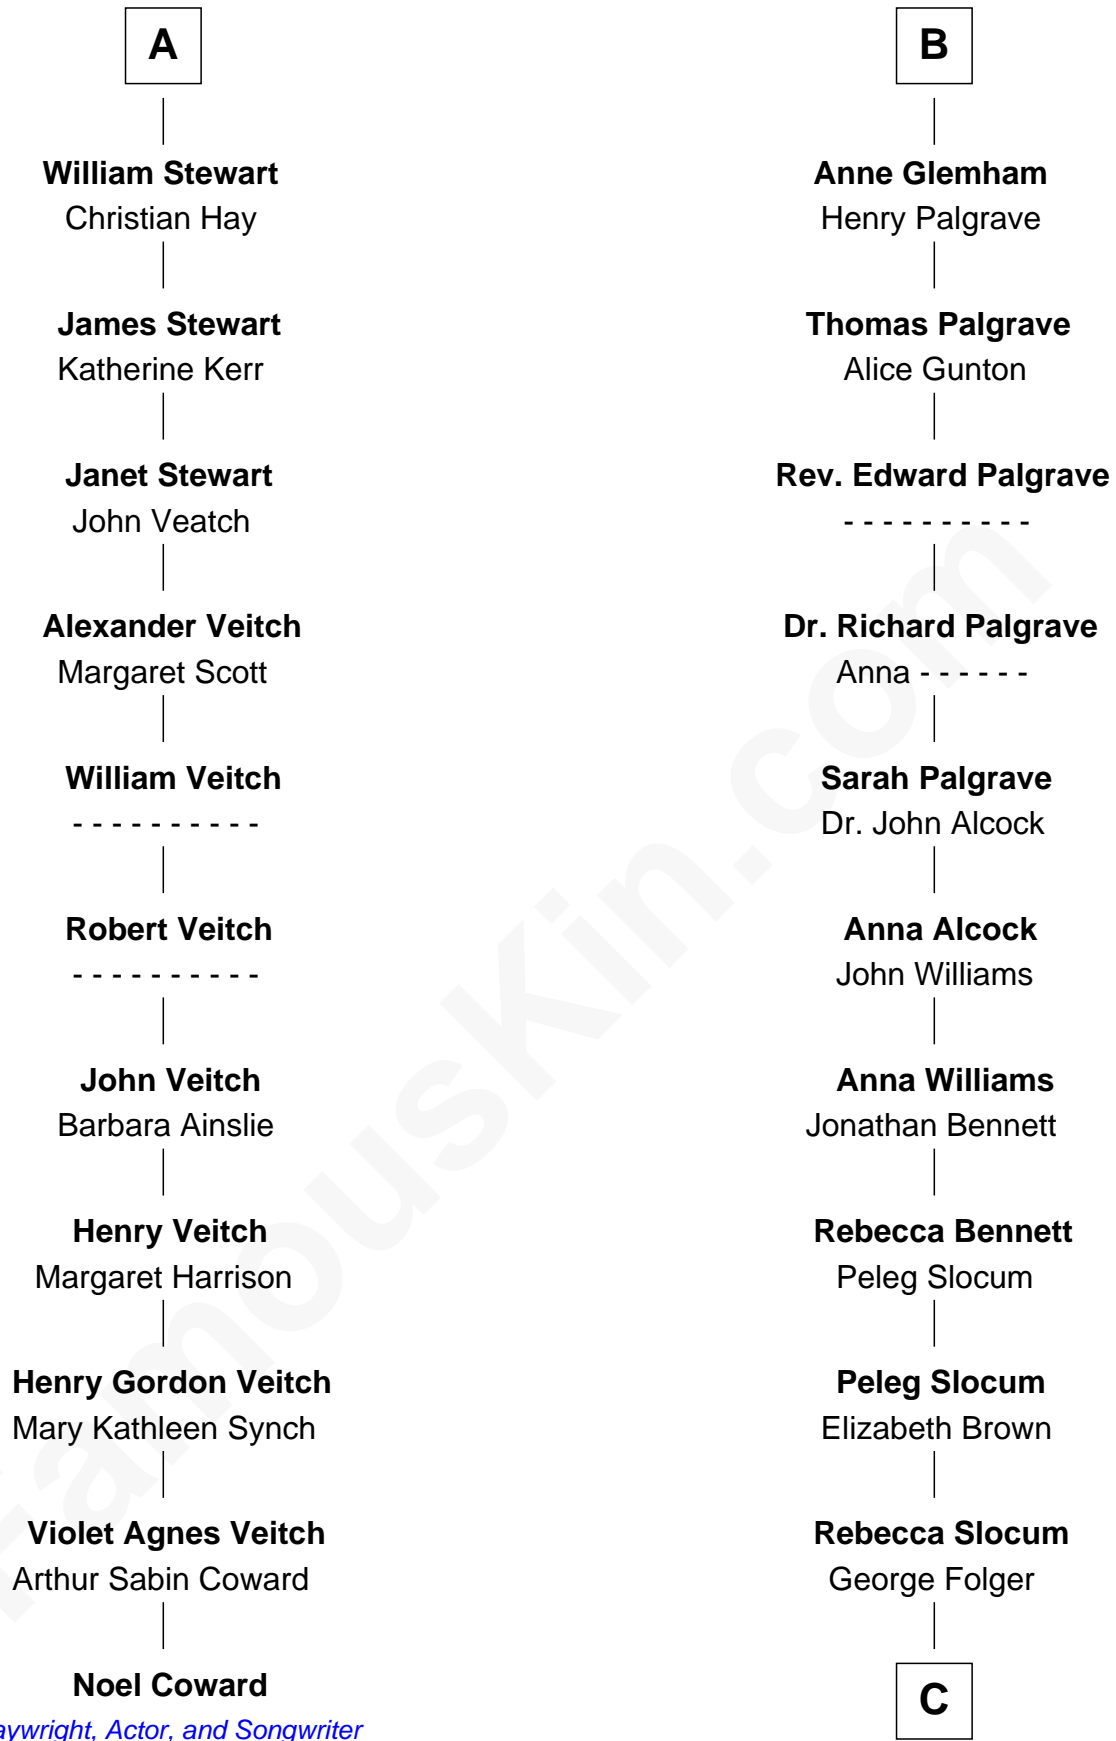 A
William Stewart
Christian Hay
James Stewart
Katherine Kerr
Janet Stewart
John Veatch
Alexander Veitch
Margaret Scott
William Veitch
- - - - - - - - - -
Robert Veitch
- - - - - - - - - -
John Veitch
Barbara Ainslie
Henry Veitch
Margaret Harrison
Henry Gordon Veitch
Mary Kathleen Synch
Violet Agnes Veitch
Arthur Sabin Coward
Noel Coward
aywright, Actor, and Songwriter
B
Anne Glemham
Henry Palgrave
Thomas Palgrave
Alice Gunton
Rev. Edward Palgrave
- - - - - - - - - -
Dr. Richard Palgrave
Anna - - - - - -
Sarah Palgrave
Dr. John Alcock
Anna Alcock
John Williams
Anna Williams
Jonathan Bennett
Rebecca Bennett
Peleg Slocum
Peleg Slocum
Elizabeth Brown
Rebecca Slocum
George Folger
C
FamousKin.com